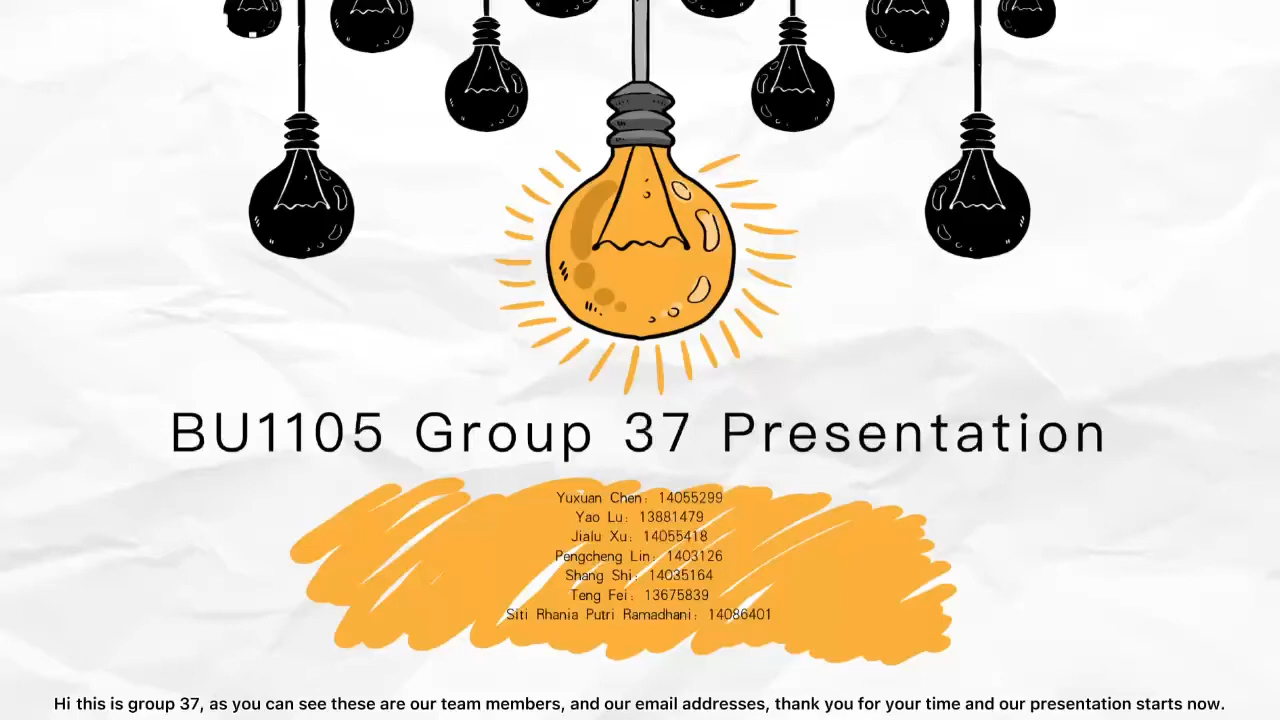 BU1105 Group 37 Presentation
Yuxuan Chen: 14055299
Yao Lu: 13881479
Jialu Xu: 14055418
Pengcheng Lin: 1403126
Shang Shi: 14035164
Teng Fei: 13675839
Siti Rhania Putri Ramadhani: 14086401
Hi this is group 37, as you can see these are our team members, and our email addresses, thank you for your time and our presentation starts now.